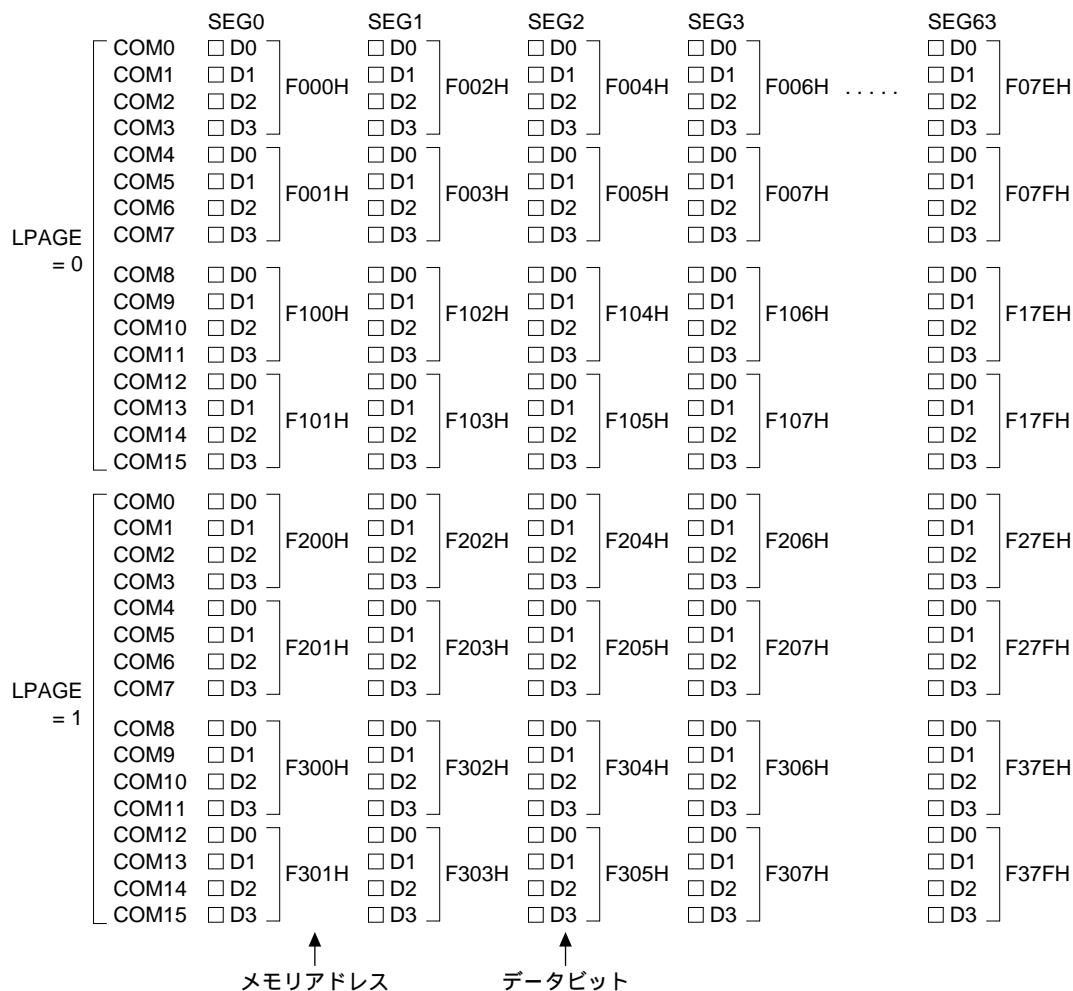 SEG0 SEG1 SEG2 SEG3 SEG63
COM0 D0 D0 D0 D0 D0
COM1 D1 D1 D1 D1 D1
F000H F002H F004H F006H ..... F07EH
COM2 D2 D2 D2 D2 D2
COM3 D3 D3 D3 D3 D3
COM4 D0 D0 D0 D0 D0
COM5 D1 D1 D1 D1 D1
F001H F003H F005H F007H F07FH
COM6 D2 D2 D2 D2 D2
COM7 D3 D3 D3 D3 D3
LPAGE
= 0
COM8 D0 D0 D0 D0 D0
COM9 D1 D1 D1 D1 D1
F100H F102H F104H F106H F17EH
COM10 D2 D2 D2 D2 D2
COM11 D3 D3 D3 D3 D3
COM12 D0 D0 D0 D0 D0
COM13 D1 D1 D1 D1 D1
F101H F103H F105H F107H F17FH
COM14 D2 D2 D2 D2 D2
COM15 D3 D3 D3 D3 D3
COM0 D0 D0 D0 D0 D0
COM1 D1 D1 D1 D1 D1
F200H F202H F204H F206H F27EH
COM2 D2 D2 D2 D2 D2
COM3 D3 D3 D3 D3 D3
COM4 D0 D0 D0 D0 D0
COM5 D1 D1 D1 D1 D1
F201H F203H F205H F207H F27FH
COM6 D2 D2 D2 D2 D2
COM7 D3 D3 D3 D3 D3
LPAGE
= 1
COM8 D0 D0 D0 D0 D0
COM9 D1 D1 D1 D1 D1
F300H F302H F304H F306H F37EH
COM10 D2 D2 D2 D2 D2
COM11 D3 D3 D3 D3 D3
COM12 D0 D0 D0 D0 D0
COM13 D1 D1 D1 D1 D1
F301H F303H F305H F307H F37FH
COM14 D2 D2 D2 D2 D2
COM15 D3 D3 D3 D3 D3
メモリアドレス データビット